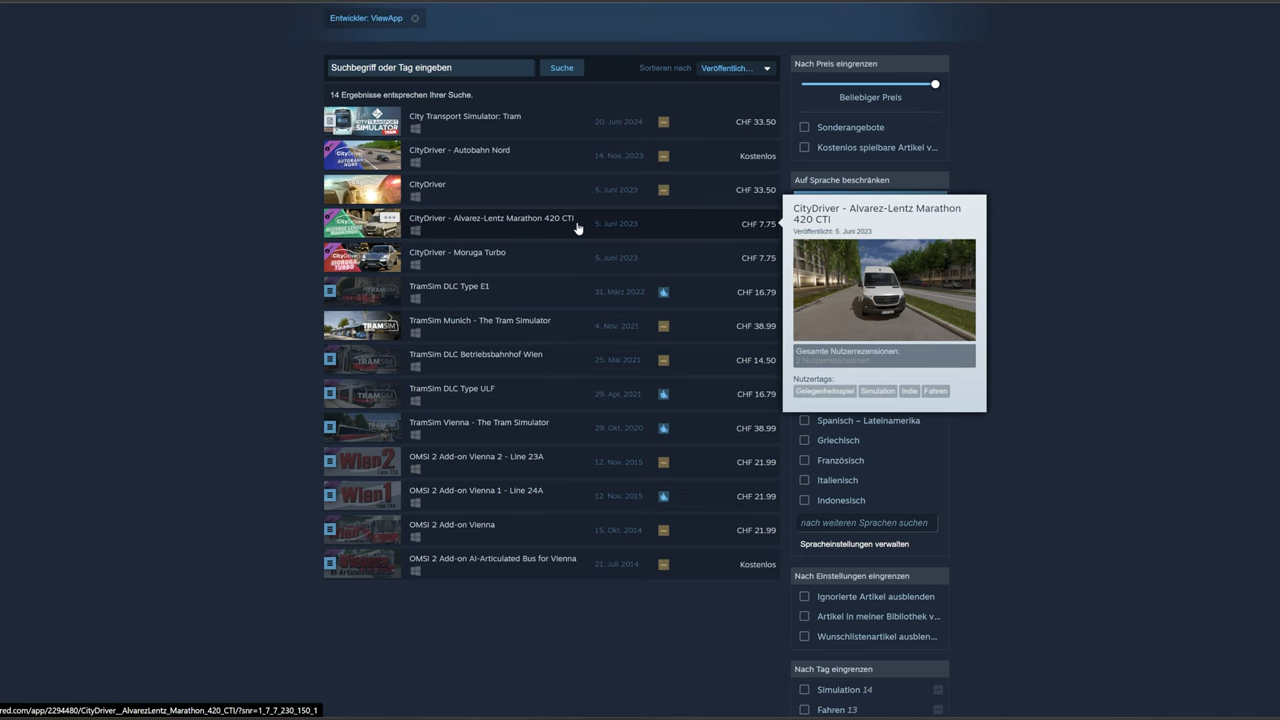 Entwickler: ViewApp
Suchbegriff oder Tag eingeben
Suche
Sortieren nach
Veröffentlich...
14 Ergebnisse entsprechen Ihrer Suche.
City Transport Simulator: Tram
20. Juni 2024
CHF 33.50
CityDriver - Autobahn Nord
14. Nov. 2023
Kostenlos
CityDriver
5. Juni 2023
CHF 33.50
CityDriver - Alvarez-Lentz Marathon 420 CTI
5. Juni 2023
CHF 7.75
CityDriver - Moruga Turbo
5. Juni 2023
CHF 7.75
TramSim DLC Type E1
31. März 2022
CHF 16.79
TramSim Munich - The Tram Simulator
4. Nov. 2021
CHF 38.99
TramSim DLC Betriebsbahnhof Wien
25. Mai 2021
CHF 14.50
TramSim DLC Type ULF
29. Apr. 2021
CHF 16.79
TramSim Vienna - The Tram Simulator
29. Okt. 2020
CHF 38.99
OMSI 2 Add-on Vienna 2 - Line 23A
12. Nov. 2015
CHF 21.99
OMSI 2 Add-on Vienna 1 - Line 24A
12. Nov. 2015
CHF 21.99
OMSI 2 Add-on Vienna
15. Okt. 2014
CHF 21.99
OMSI 2 Add-on AI-Articulated Bus for Vienna
21. Juli 2014
Kostenlos
Nach Preis eingrenzen
Beliebiger Preis
Sonderangebote
Kostenlos spielbare Artikel v...
Auf Sprache beschränken
CityDriver - Alvarez-Lentz Marathon
420 CTI
Veröffentlicht: 5. Juni 2023
Gesamte Nutzerrezensionen:
2 Nutzerrezensionen
Nutzertags:
Gelegenheitsspiel
Simulation
Indie
Fahren
Spanisch – Lateinamerika
Griechisch
Französisch
Italienisch
Indonesisch
nach weiteren Sprachen suchen
Spracheinstellungen verwalten
Nach Einstellungen eingrenzen
Ignorierte Artikel ausblenden
Artikel in meiner Bibliothek v...
Wunschlistenartikel ausblen...
Nach Tag eingrenzen
Simulation 14
Fahren 13
red.com/app/2294480/CityDriver__AlvarezLentz_Marathon_420_CTI/?snr=1_7_7_230_150_1